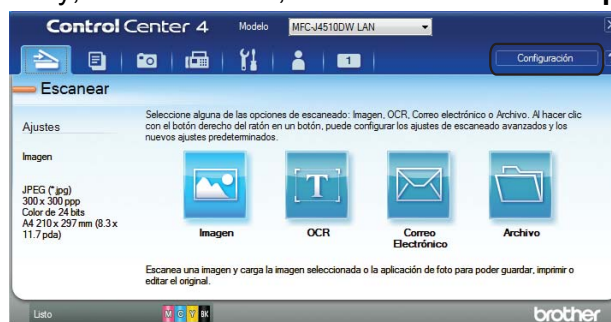 Control Center 4 Modelo MFC-J4510DW LAN
1 Configuración
Escanear
Ajustes
Seleccione alguna de las opciones de escaneado: Imagen, OCR, Correo electrónico o Archivo. Al hacer clic
con el botón derecho del ratón en un botón, puede configurar los ajustes de escaneado avanzados y los
nuevos ajustes predeterminados.
Imagen
JPEG (*.jpg)
300 x 300 ppp
Color de 24 bits
A4 210 x 297 mm (8.3 x
11.7 pda)
T
Imagen
OCR
Correo
Electrónico
Archivo
Escanea una imagen y carga la imagen seleccionada o la aplicación de foto para poder guardar, imprimir o
editar el original.
Listo M C Y BK brother